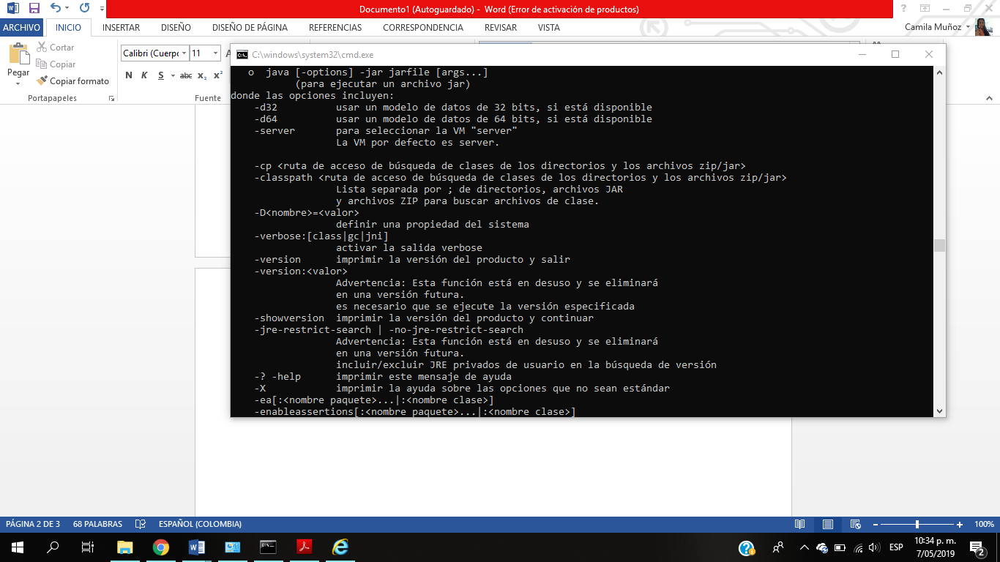 Documento1 (Autoguardado) - Word (Error de activación de productos)
ARCHIVO INICIO INSERTAR DISEÑO DISEÑO DE PÁGINA REFERENCIAS CORRESPONDENCIA REVISAR VISTA Camila Muñoz
Pegar
Cortar
Copiar
Copiar formato
Portapapeles
Calibri (Cuerpo 11
N K S abc x₂ x²
Fuente
C:\windows\system32\cmd.exe
o java [-options] -jar jarfile [args...]
(para ejecutar un archivo jar)
donde las opciones incluyen:
-d32 usar un modelo de datos de 32 bits, si está disponible
-d64 usar un modelo de datos de 64 bits, si está disponible
-server para seleccionar la VM "server"
La VM por defecto es server.
-cp <ruta de acceso de búsqueda de clases de los directorios y los archivos zip/jar>
-classpath <ruta de acceso de búsqueda de clases de los directorios y los archivos zip/jar>
Lista separada por ; de directorios, archivos JAR
y archivos ZIP para buscar archivos de clase.
-D<nombre>=<valor>
definir una propiedad del sistema
-verbose:[class|gc|jni]
activar la salida verbose
-version imprimir la versión del producto y salir
-version:<valor>
Advertencia: Esta función está en desuso y se eliminará
en una versión futura.
es necesario que se ejecute la versión especificada
-showversion imprimir la versión del producto y continuar
-jre-restrict-search | -no-jre-restrict-search
Advertencia: Esta función está en desuso y se eliminará
en una versión futura.
incluir/excluir JRE privados de usuario en la búsqueda de versión
-? -help imprimir este mensaje de ayuda
-X imprimir la ayuda sobre las opciones que no sean estándar
-ea[:<nombre paquete>...|:<nombre clase>]
-enableassertions[:<nombre paquete>...|:<nombre clase>]
PÁGINA 2 DE 3 68 PALABRAS ESPAÑOL (COLOMBIA) 100%
ESP
10:34 p. m.
7/05/2019
2